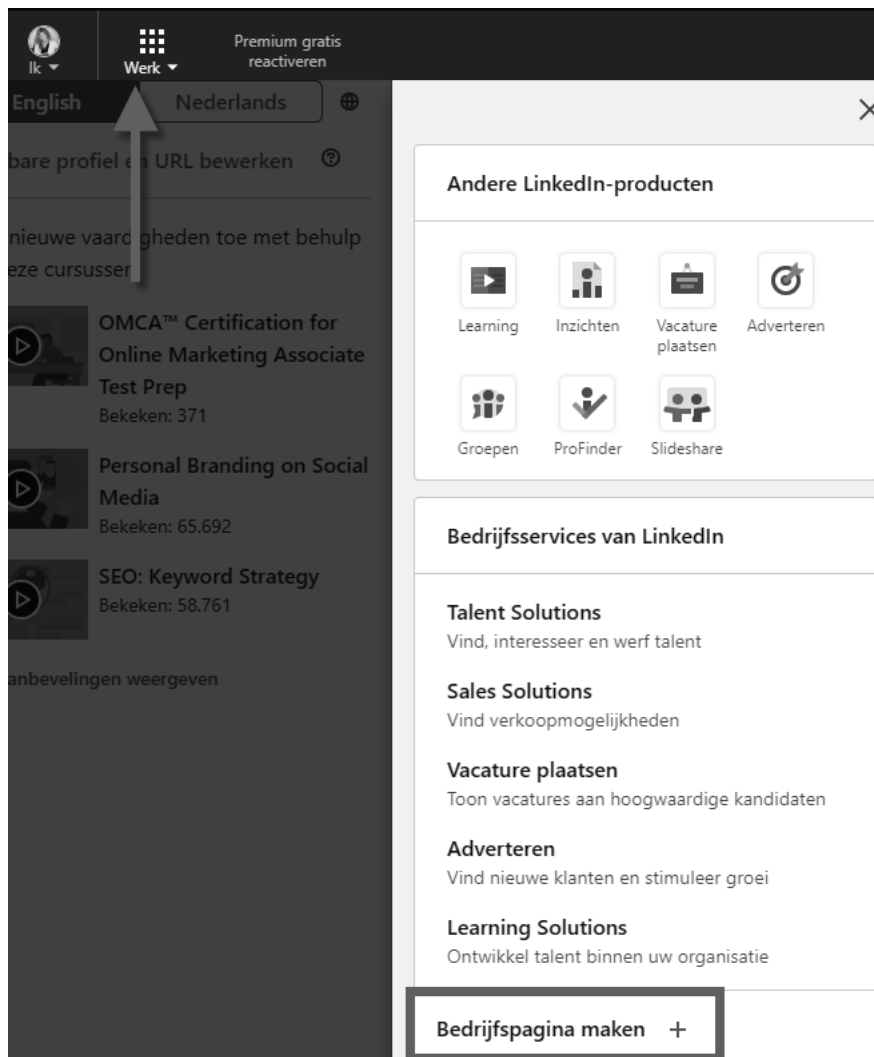 Ik
Werk
Premium gratis
reactiveren
English
Nederlands
bare profiel en URL bewerken
nieuwe vaardigheden toe met behulp
eze cursussen
OMCA™ Certification for
Online Marketing Associate
Test Prep
Bekeken: 371
Personal Branding on Social
Media
Bekeken: 65.692
SEO: Keyword Strategy
Bekeken: 58.761
anbevelingen weergeven
Andere LinkedIn-producten
Learning
Inzichten
Vacature
plaatsen
Adverteren
Groepen
ProFinder
Slideshare
Bedrijfsservices van LinkedIn
Talent Solutions
Vind, interesseer en werf talent
Sales Solutions
Vind verkoopmogelijkheden
Vacature plaatsen
Toon vacatures aan hoogwaardige kandidaten
Adverteren
Vind nieuwe klanten en stimuleer groei
Learning Solutions
Ontwikkel talent binnen uw organisatie
Bedrijfspagina maken +